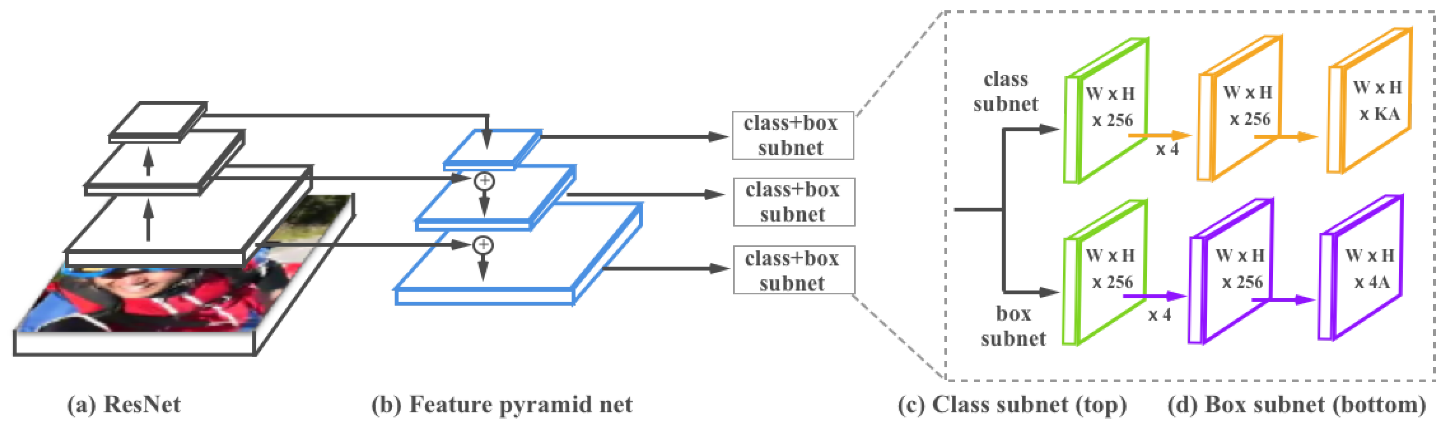 class+box
subnet
class+box
subnet
class+box
subnet
class
subnet
W x H
x 256
x 4
W x H
x 256
W x H
x KA
box
subnet
W x H
x 256
x 4
W x H
x 256
W x H
x 4A
(a) ResNet
(b) Feature pyramid net
(c) Class subnet (top)
(d) Box subnet (bottom)